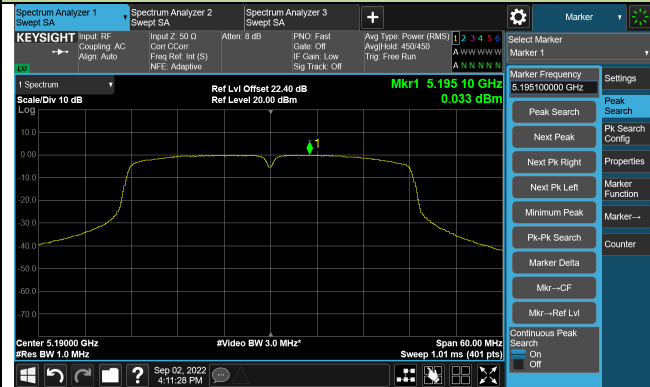 Spectrum Analyzer 1
Swept SA
Spectrum Analyzer 2
Swept SA
Spectrum Analyzer 3
Swept SA
Marker
KEYSIGHT
LXI
Input: RF
Coupling: AC
Align: Auto
Input Z: 50 Ω
Corr CCorr
Freq Ref: Int (S)
NFE: Adaptive
Atten: 8 dB
PNO: Fast
Gate: Off
IF Gain: Low
Sig Track: Off
Avg Type: Power (RMS)
Avg|Hold: 450/450
Trig: Free Run
1 2 3 4 5 6
A W W W W W
A N N N N N
Select Marker
Marker 1
1 Spectrum
Scale/Div 10 dB
Ref Lvl Offset 22.40 dB
Ref Level 20.00 dBm
Mkr1 5.195 10 GHz
0.033 dBm
Log
10.0
0.00
-10.0
-20.0
-30.0
-40.0
-50.0
-60.0
-70.0
1
Center 5.19000 GHz
#Res BW 1.0 MHz
#Video BW 3.0 MHz*
Span 60.00 MHz
Sweep 1.01 ms (401 pts)
Marker Frequency
5.195100000 GHz
Peak Search
Next Peak
Next Pk Right
Next Pk Left
Minimum Peak
Pk-Pk Search
Marker Delta
Mkr→CF
Mkr→Ref Lvl
Continuous Peak
Search
On
Off
Settings
Peak
Search
Pk Search
Config
Properties
Marker
Function
Marker→
Counter
Sep 02, 2022
4:11:28 PM